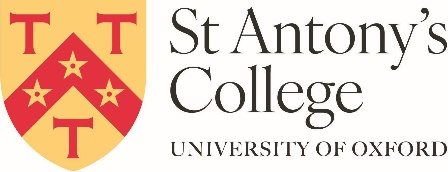 St Antony's
College
UNIVERSITY OF OXFORD
T T
T